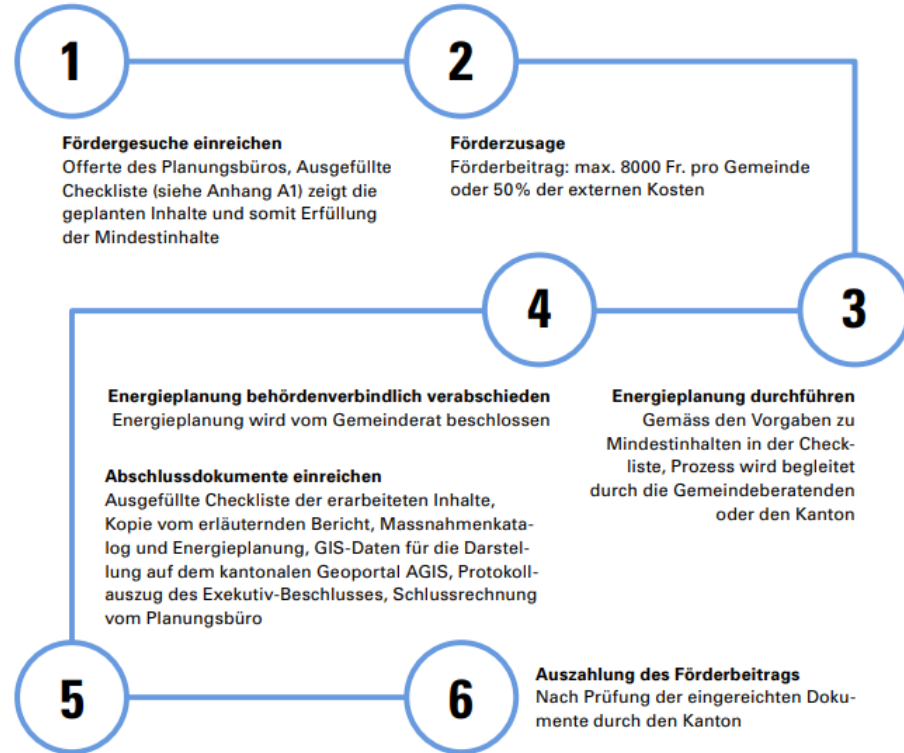 1
Fördergesuche einreichen
Offerte des Planungsbüros, Ausgefüllte
Checkliste (siehe Anhang A1) zeigt die
geplanten Inhalte und somit Erfüllung
der Mindestinhalte
2
Förderzusage
Förderbeitrag: max. 8000 Fr. pro Gemeinde
oder 50% der externen Kosten
3
Energieplanung durchführen
Gemäss den Vorgaben zu
Mindestinhalten in der Check-
liste, Prozess wird begleitet
durch die Gemeindeberatenden
oder den Kanton
4
Energieplanung behördenverbindlich verabschieden
Energieplanung wird vom Gemeinderat beschlossen
Abschlussdokumente einreichen
Ausgefüllte Checkliste der erarbeiteten Inhalte,
Kopie vom erläuternden Bericht, Massnahmenkata-
log und Energieplanung, GIS-Daten für die Darstel-
lung auf dem kantonalen Geoportal AGIS, Protokoll-
auszug des Exekutiv-Beschlusses, Schlussrechnung
vom Planungsbüro
5
6
Auszahlung des Förderbeitrags
Nach Prüfung der eingereichten Doku-
mente durch den Kanton